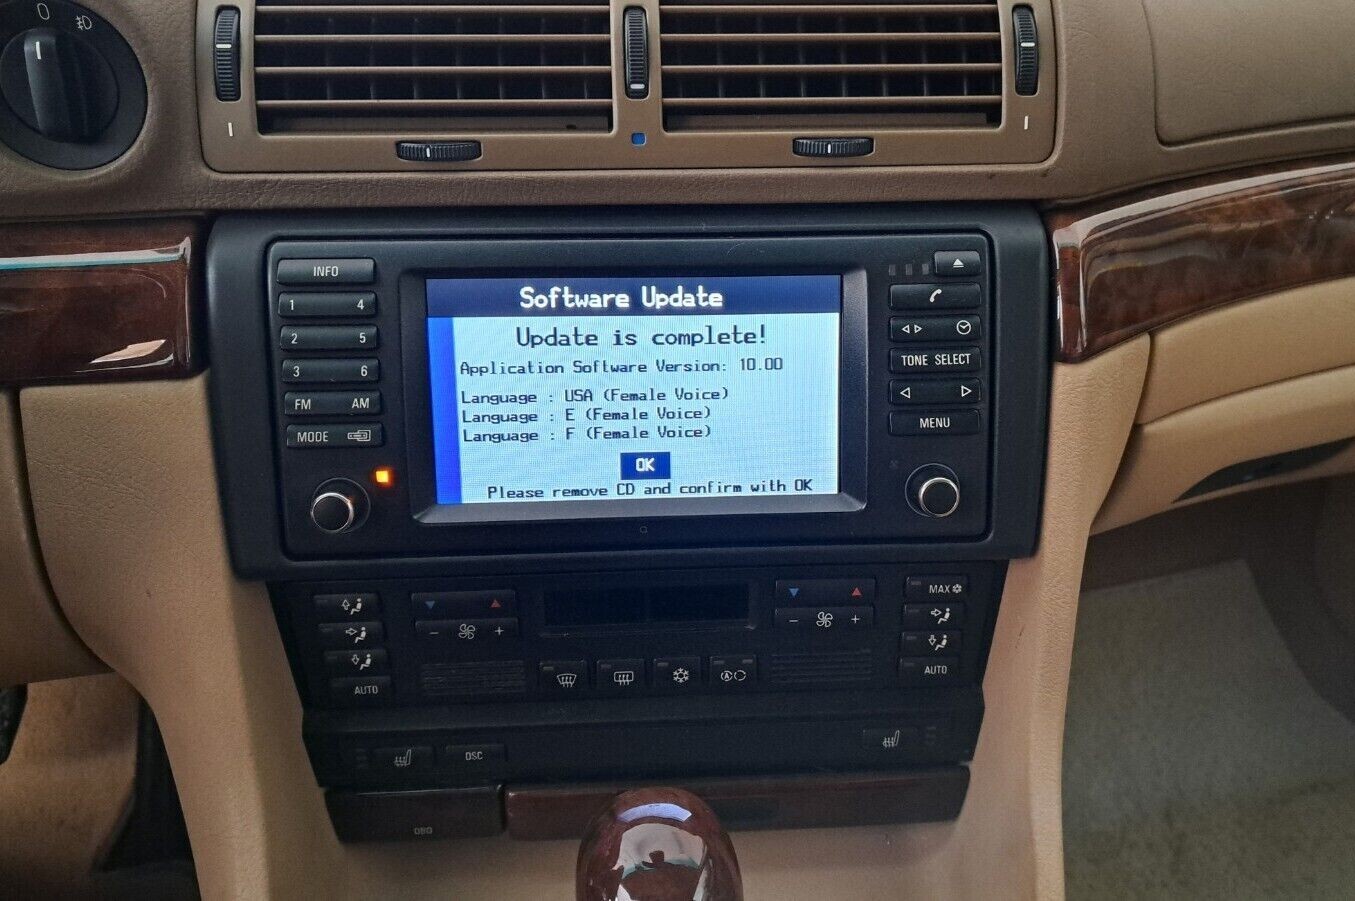 0
INFO
1 4
2 5
3 6
FM AM
MODE
Software Update
Update is complete!
Application Software Version: 10.00
Language : USA (Female Voice)
Language : E (Female Voice)
Language : F (Female Voice)
OK
Please remove CD and confirm with OK
TONE SELECT
MENU
MAX
- +
- +
AUTO
A
AUTO
DSC
OBD